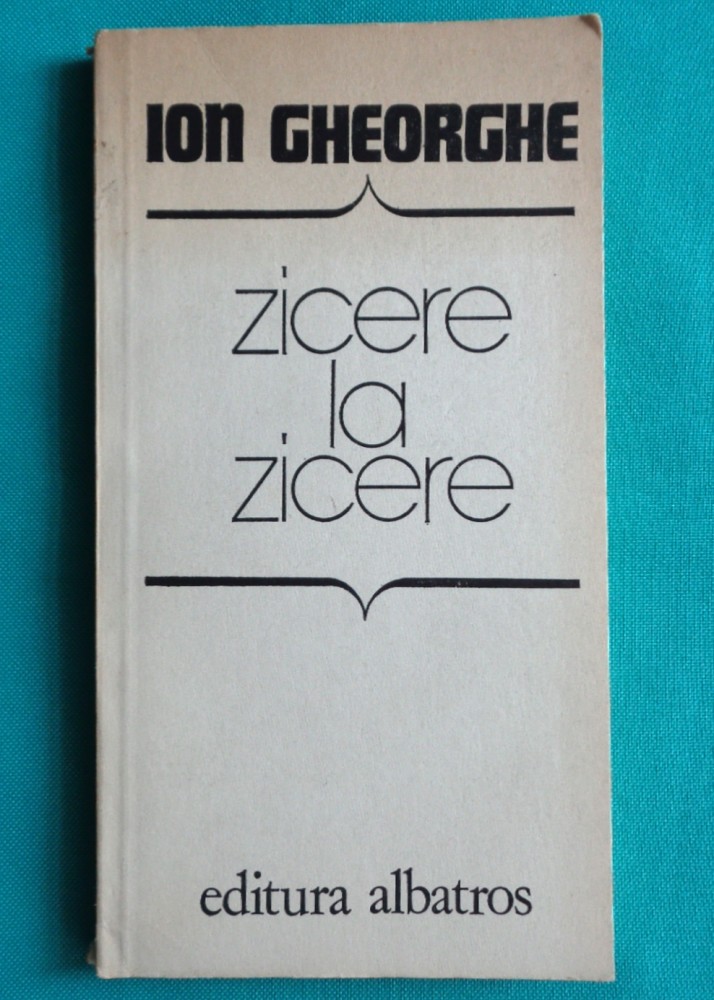 ION GHEORGHE
zicere
la
zicere
editura albatros